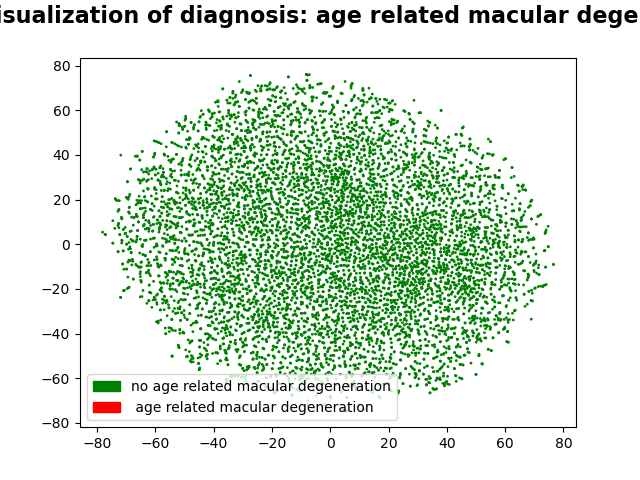 isualization of diagnosis: age related macular dege
80
60
40
20
0
−20
−40
−60
−80
no age related macular degeneration
age related macular degeneration
−80 −60 −40 −20 0 20 40 60 80